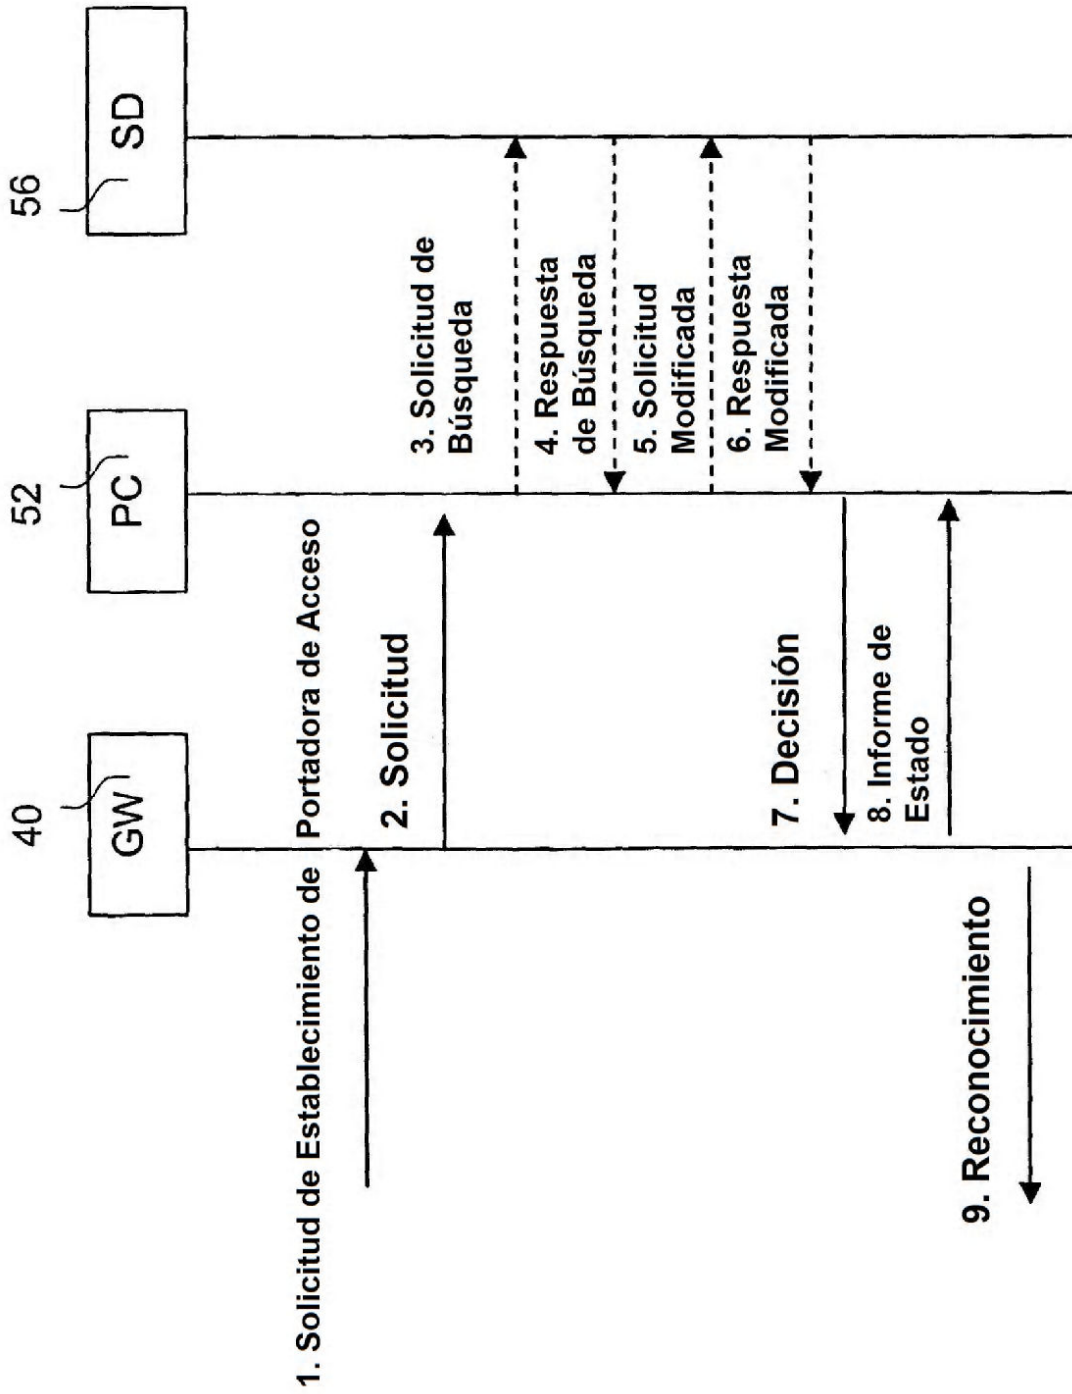 40
52
56
GW
PC
SD
1. Solicitud de Establecimiento de Portadora de Acceso
2. Solicitud
3. Solicitud de
Búsqueda
4. Respuesta
de Búsqueda
5. Solicitud
Modificada
6. Respuesta
Modificada
7. Decisión
8. Informe de
Estado
9. Reconocimiento